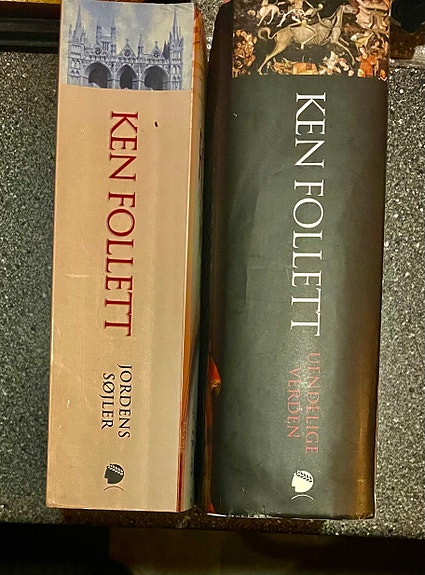 KEN FOLLETT
JORDENS
SØJLER
KEN FOLLETT
UENDELIGE
VERDEN